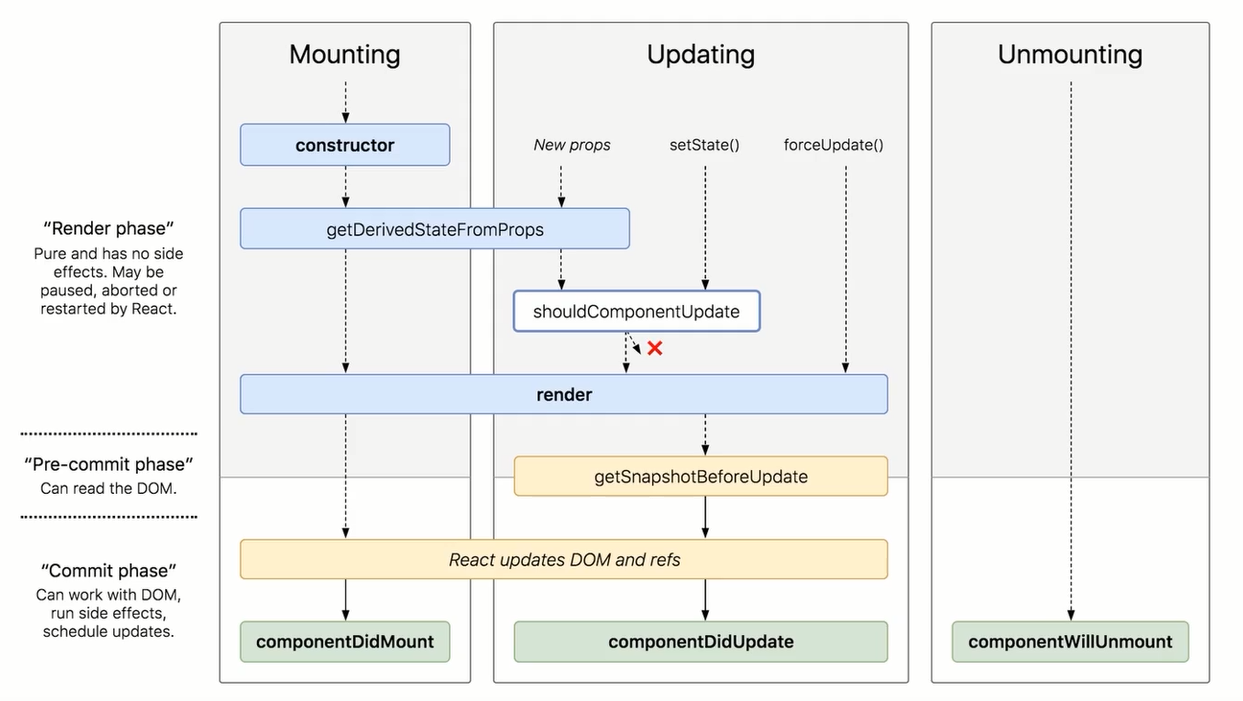 Mounting
Updating
Unmounting
constructor
New props
setState()
forceUpdate()
“Render phase”
Pure and has no side
effects. May be
paused, aborted or
restarted by React.
getDerivedStateFromProps
shouldComponentUpdate
render
“Pre-commit phase”
Can read the DOM.
getSnapshotBeforeUpdate
“Commit phase”
Can work with DOM,
run side effects,
schedule updates.
React updates DOM and refs
componentDidMount
componentDidUpdate
componentWillUnmount